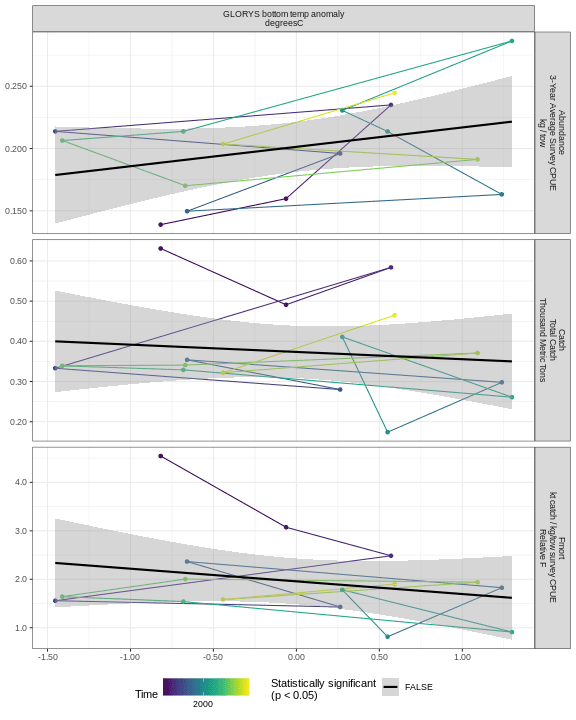 GLORYS bottom temp anomaly
degreesC
0.250
0.200
0.150
Abundance
3-Year Average Survey CPUE
kg / tow
0.60
0.50
0.40
0.30
0.20
Catch
Total Catch
Thousand Metric Tons
4.0
3.0
2.0
1.0
Fmort
kt catch / kg/tow survey CPUE
Relative F
-1.50
-1.00
-0.50
0.00
0.50
1.00
Time
2000
Statistically significant
(p < 0.05)
FALSE